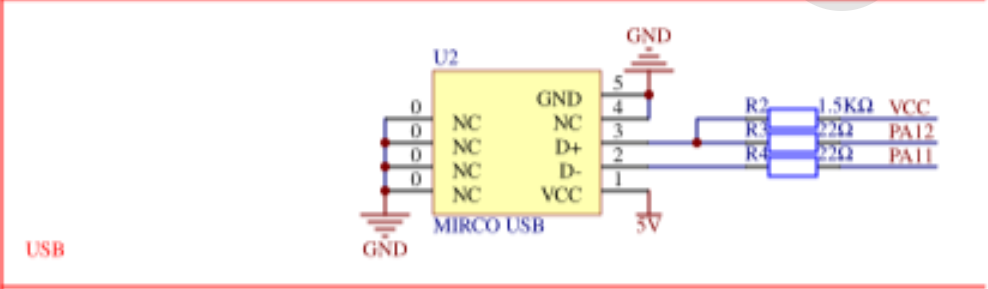 GND
U2
5
GND
0
4
R2
1.5KΩ
VCC
NC
NC
0
3
R3
22Ω
PA12
NC
D+
0
2
R4
22Ω
PA11
NC
D-
0
1
NC
VCC
MIRCO USB
5V
USB
GND